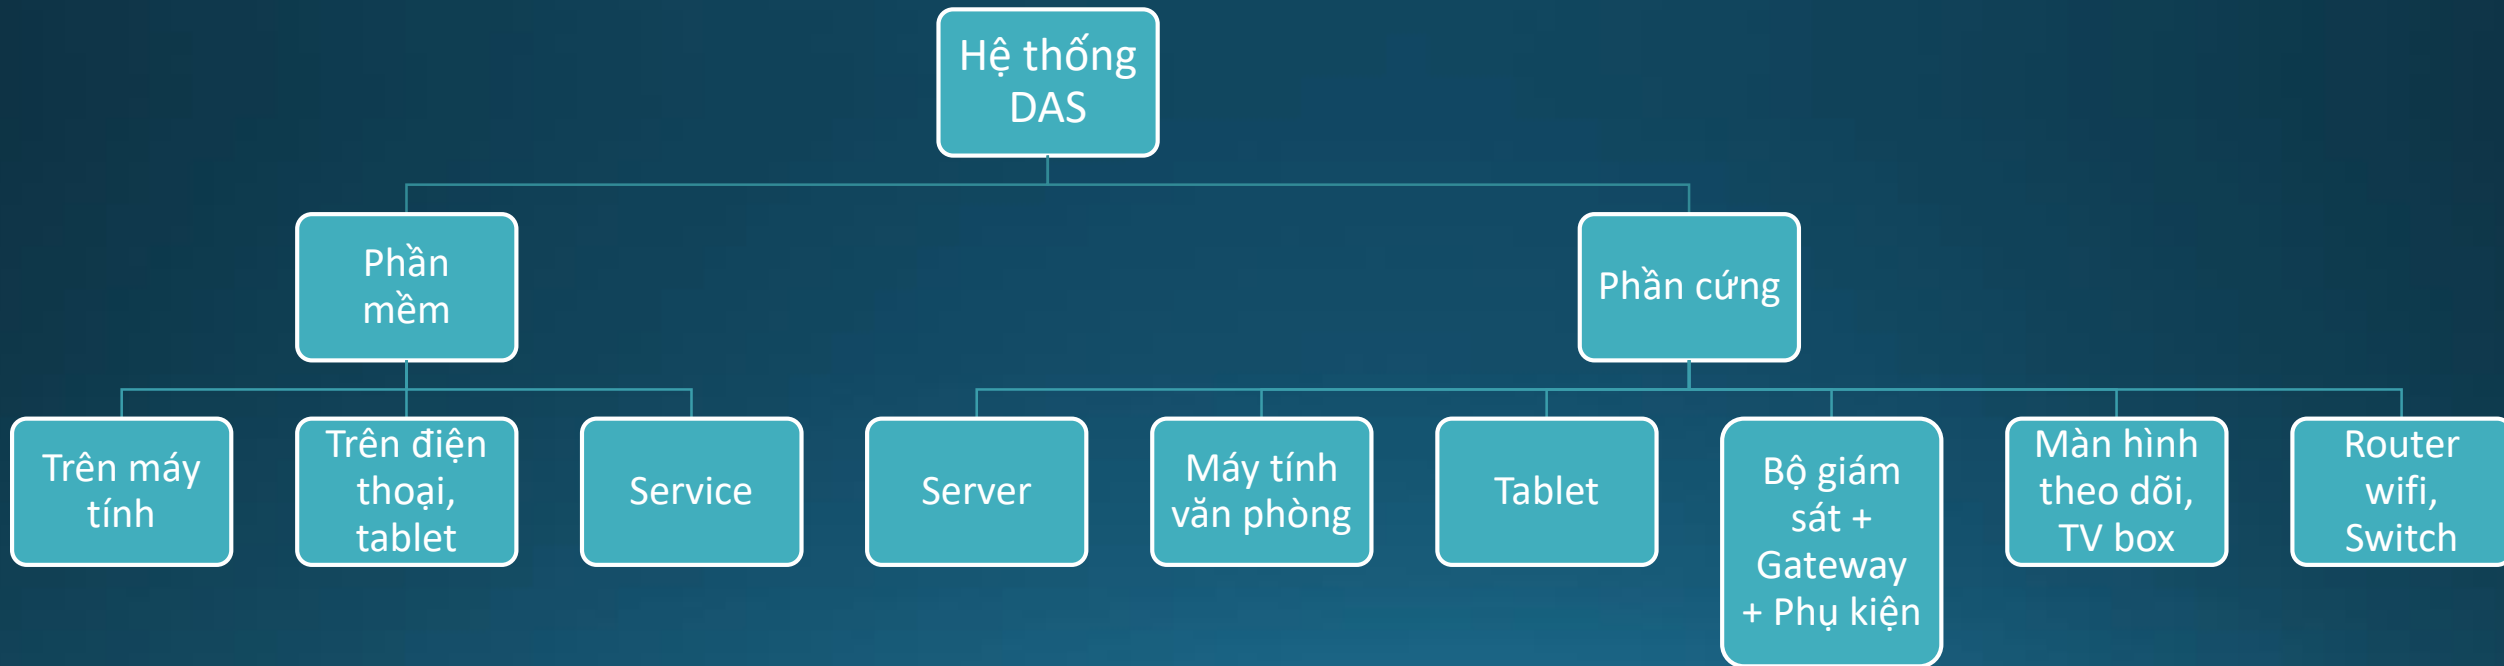 Hệ thống
DAS
Phần
mềm
Phần cứng
Trên máy
tính
Trên điện
thoại,
tablet
Service
Server
Máy tính
văn phòng
Tablet
Bộ giám
sát +
Gateway
+ Phụ kiện
Màn hình
theo dõi,
TV box
Router
wifi,
Switch